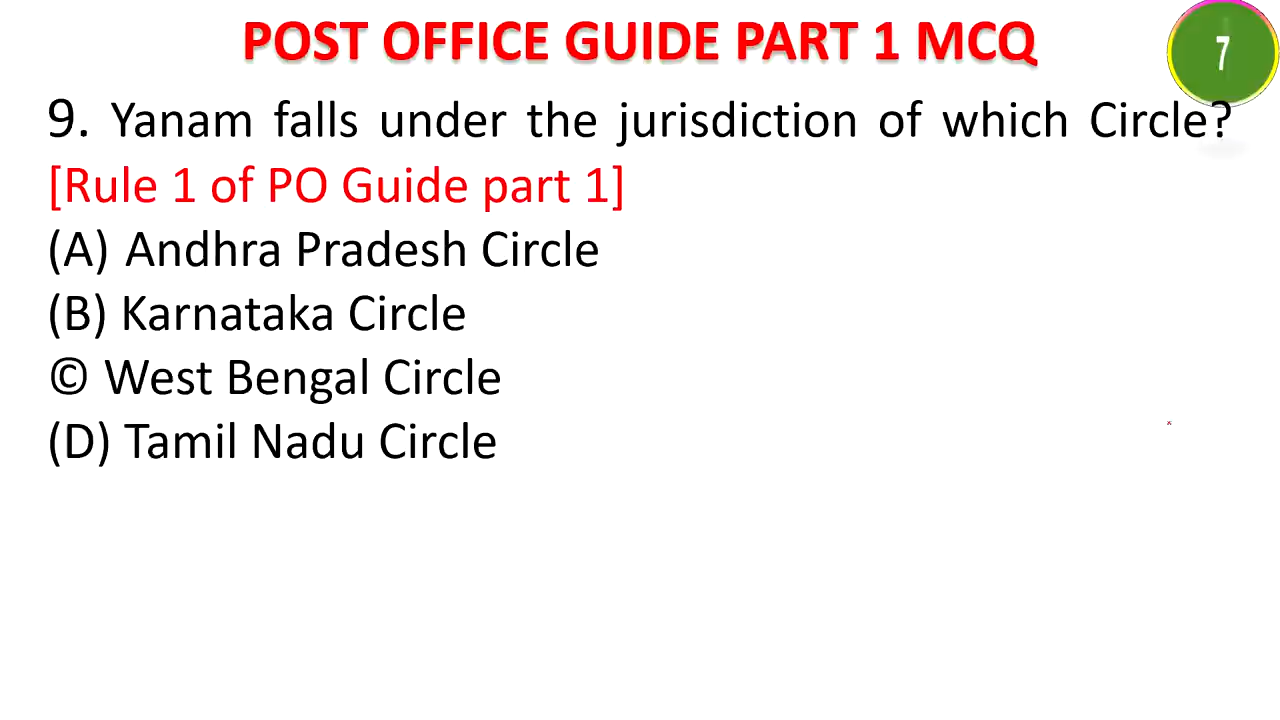 POST OFFICE GUIDE PART 1 MCQ
7
9. Yanam falls under the jurisdiction of which Circle?
[Rule 1 of PO Guide part 1]
(A) Andhra Pradesh Circle
(B) Karnataka Circle
© West Bengal Circle
(D) Tamil Nadu Circle